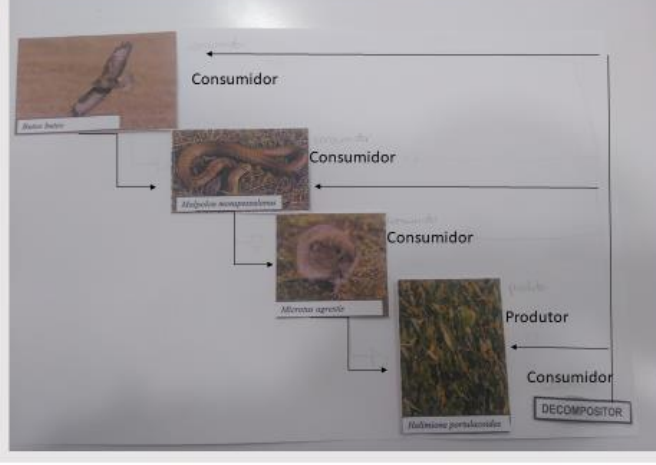 Consumidor
Buteo buteo
Consumidor
Malpolon monspessulanus
Consumidor
Microtus agrestis
Produtor
Consumidor
DECOMPOSITOR
Halimione portulacoides